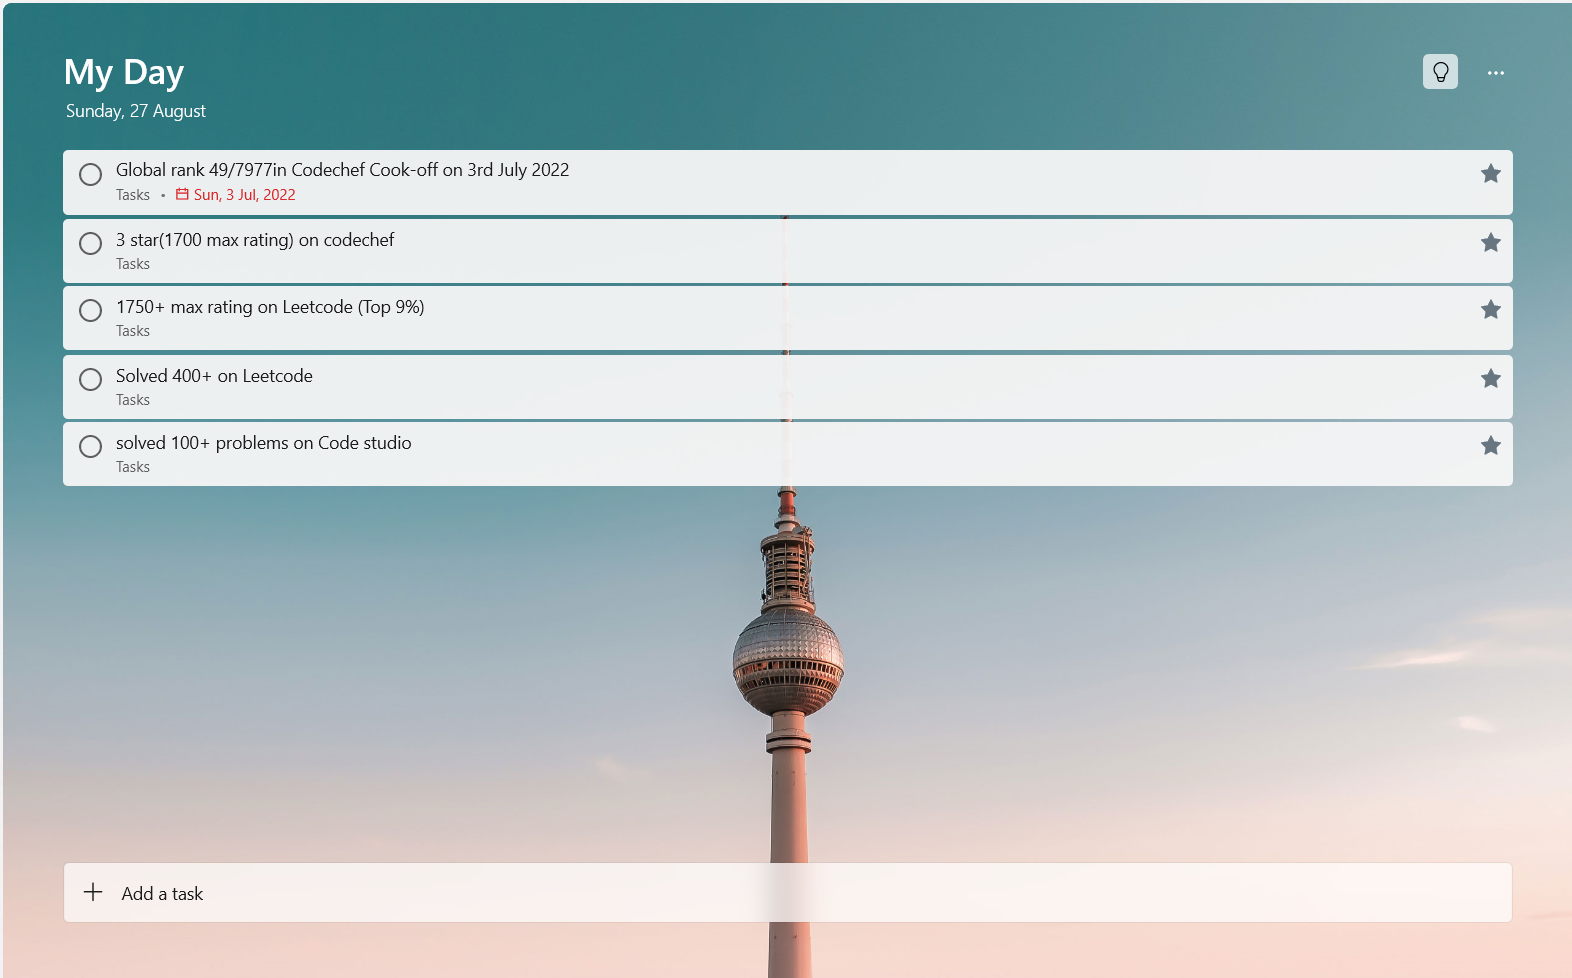 My Day
Sunday, 27 August
Global rank 49/7977in Codechef Cook-off on 3rd July 2022
Tasks • Sun, 3 Jul, 2022
3 star(1700 max rating) on codechef
Tasks
1750+ max rating on Leetcode (Top 9%)
Tasks
Solved 400+ on Leetcode
Tasks
solved 100+ problems on Code studio
Tasks
Add a task